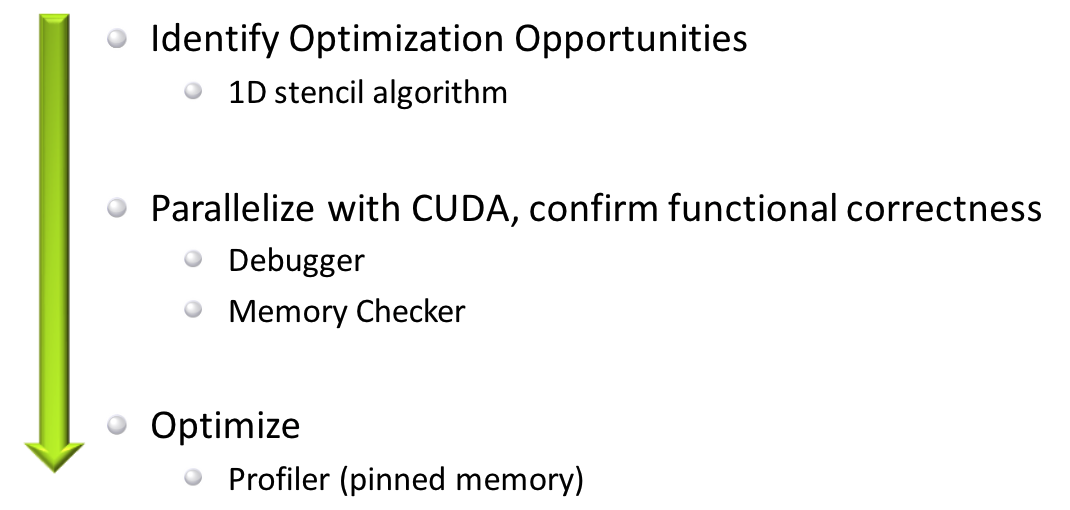 Identify Optimization Opportunities
1D stencil algorithm
Parallelize with CUDA, confirm functional correctness
Debugger
Memory Checker
Optimize
Profiler (pinned memory)